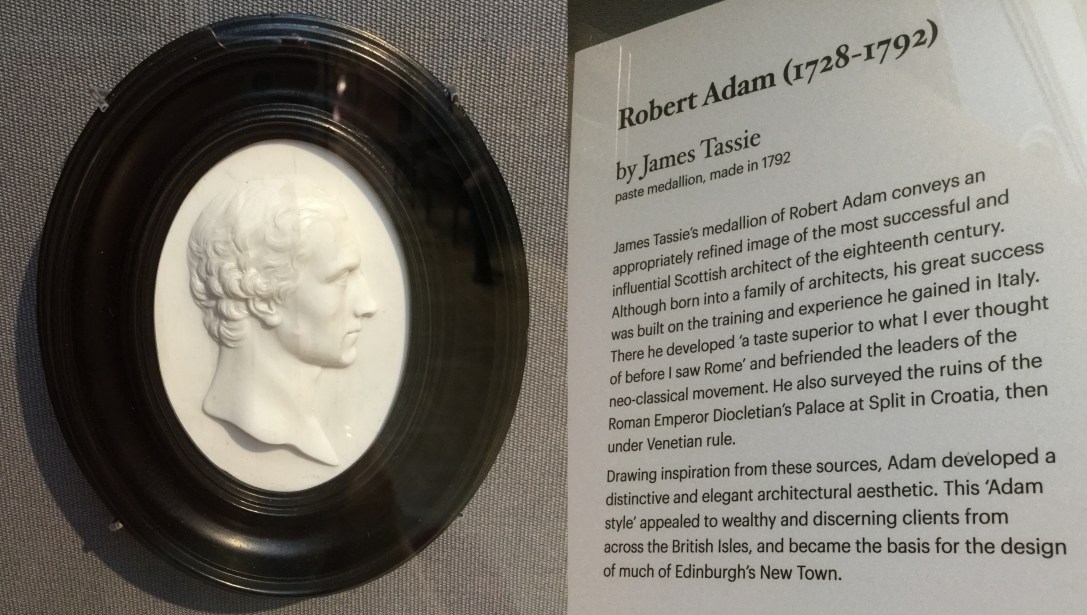 Robert Adam (1728-1792)
by James Tassie
paste medallion, made in 1792
James Tassie's medallion of Robert Adam conveys an
appropriately refined image of the most successful and
influential Scottish architect of the eighteenth century.
Although born into a family of architects, his great success
was built on the training and experience he gained in Italy.
There he developed 'a taste superior to what I ever thought
of before I saw Rome' and befriended the leaders of the
neo-classical movement. He also surveyed the ruins of the
Roman Emperor Diocletian's Palace at Split in Croatia, then
under Venetian rule.
Drawing inspiration from these sources, Adam developed a
distinctive and elegant architectural aesthetic. This 'Adam
style' appealed to wealthy and discerning clients from
across the British Isles, and became the basis for the design
of much of Edinburgh's New Town.